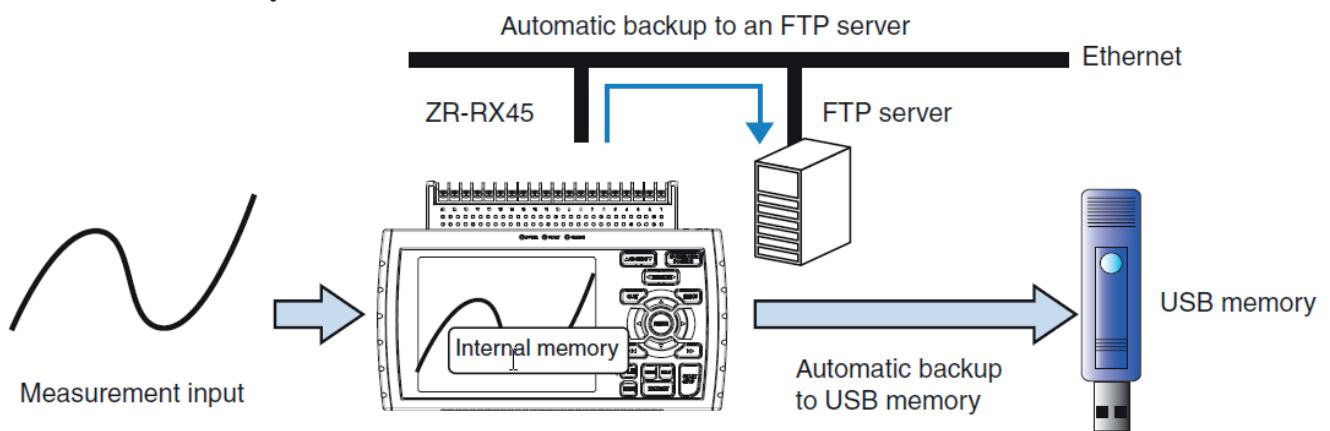 Automatic backup to an FTP server
Ethernet
ZR-RX45
FTP server
Internal memory
USB memory
Measurement input
Automatic backup
to USB memory